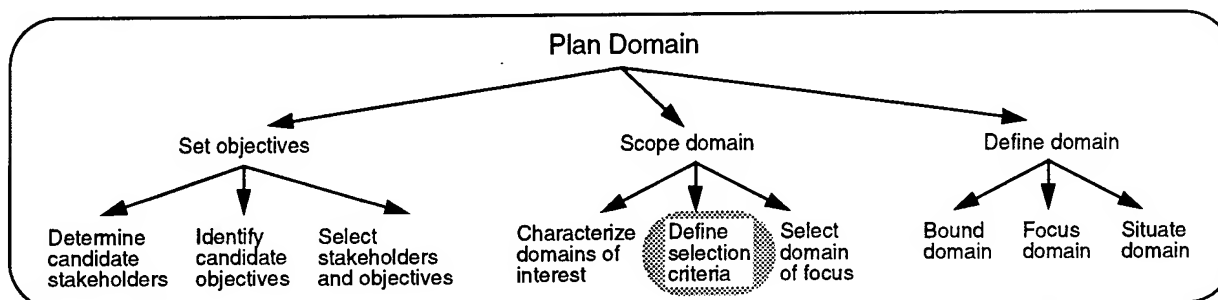 Plan Domain
Set objectives
Scope domain
Define domain
Determine
candidate
stakeholders
Identify
candidate
objectives
Select
stakeholders
and objectives
Characterize
domains of
interest
Define
selection
criteria
Select
domain
of focus
Bound
domain
Focus
domain
Situate
domain